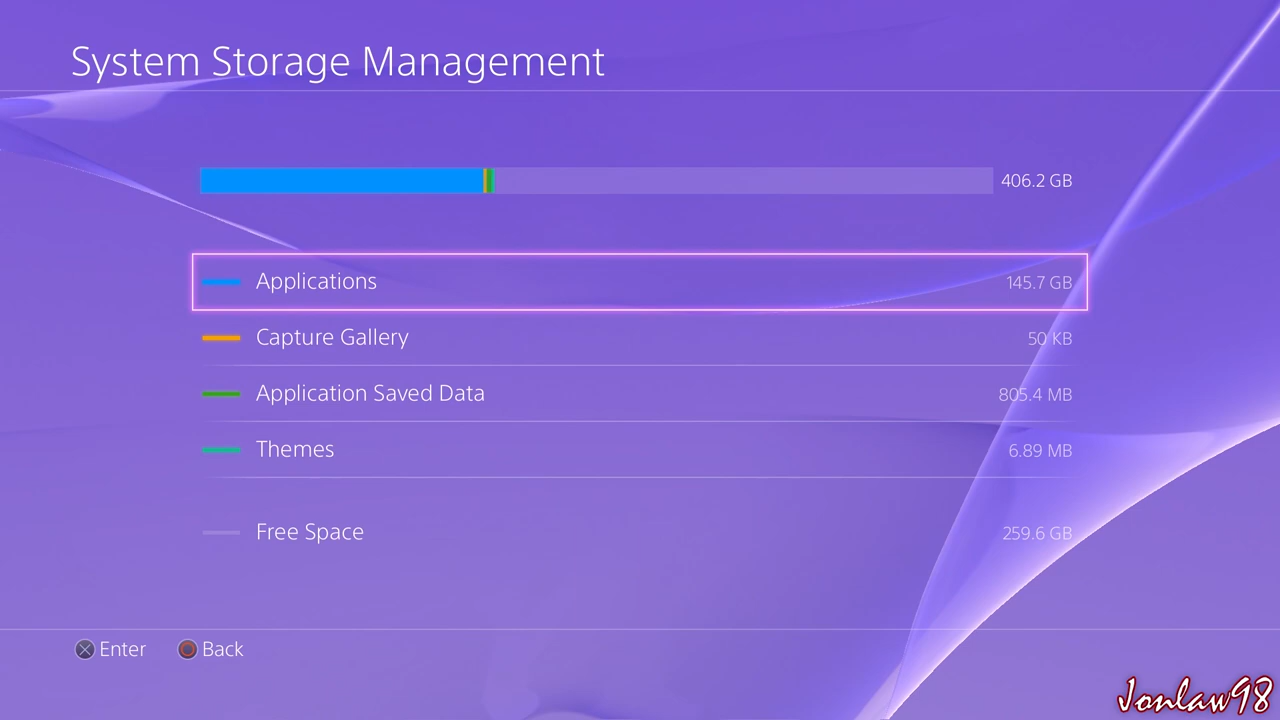 System Storage Management
406.2 GB
Applications 145.7 GB
Capture Gallery 50 KB
Application Saved Data 805.4 MB
Themes 6.89 MB
Free Space 259.6 GB
Enter Back
Jonlaw98